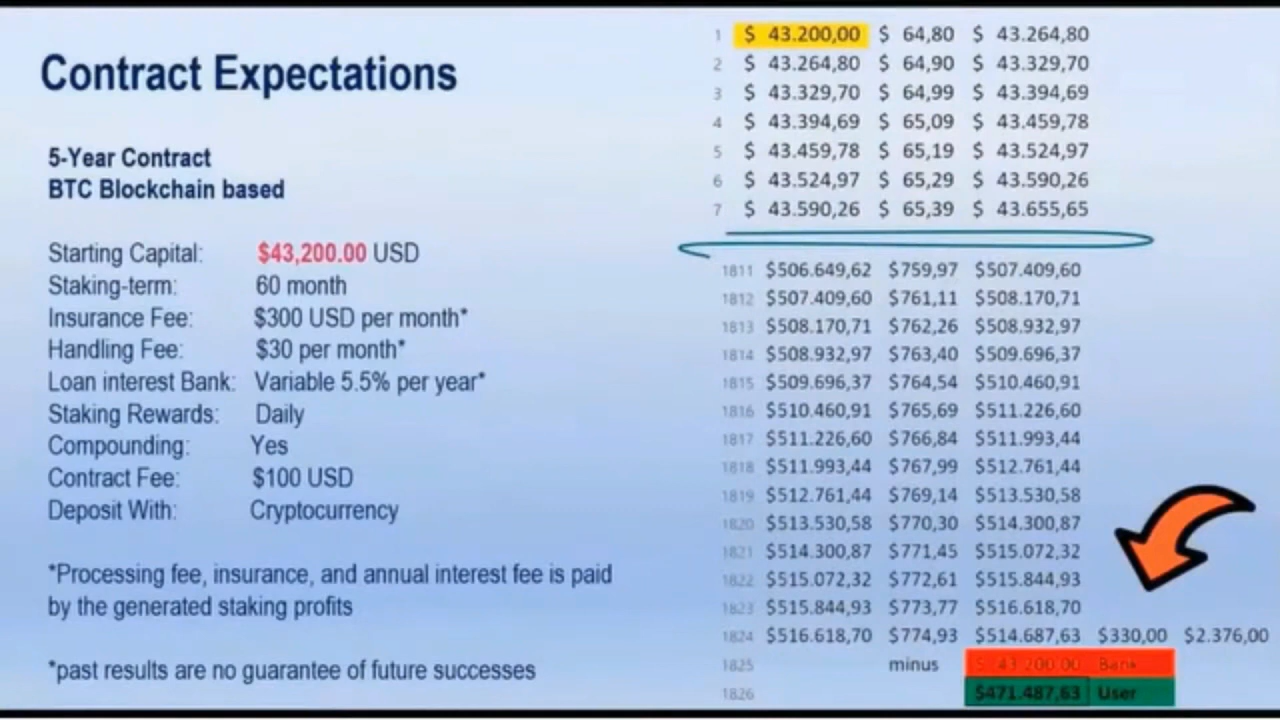 Contract Expectations
5-Year Contract
BTC Blockchain based
Starting Capital: $43,200.00 USD
Staking-term: 60 month
Insurance Fee: $300 USD per month*
Handling Fee: $30 per month*
Loan interest Bank: Variable 5.5% per year*
Staking Rewards: Daily
Compounding: Yes
Contract Fee: $100 USD
Deposit With: Cryptocurrency
*Processing fee, insurance, and annual interest fee is paid
by the generated staking profits
*past results are no guarantee of future successes
1 $ 43.200,00 $ 64,80 $ 43.264,80
2 $ 43.264,80 $ 64,90 $ 43.329,70
3 $ 43.329,70 $ 64,99 $ 43.394,69
4 $ 43.394,69 $ 65,09 $ 43.459,78
5 $ 43.459,78 $ 65,19 $ 43.524,97
6 $ 43.524,97 $ 65,29 $ 43.590,26
7 $ 43.590,26 $ 65,39 $ 43.655,65
1811 $506.649,62 $759,97 $507.409,60
1812 $507.409,60 $761,11 $508.170,71
1813 $508.170,71 $762,26 $508.932,97
1814 $508.932,97 $763,40 $509.696,37
1815 $509.696,37 $764,54 $510.460,91
1816 $510.460,91 $765,69 $511.226,60
1817 $511.226,60 $766,84 $511.993,44
1818 $511.993,44 $767,99 $512.761,44
1819 $512.761,44 $769,14 $513.530,58
1820 $513.530,58 $770,30 $514.300,87
1821 $514.300,87 $771,45 $515.072,32
1822 $515.072,32 $772,61 $515.844,93
1823 $515.844,93 $773,77 $516.618,70
1824 $516.618,70 $774,93 $514.687,63 $330,00 $2.376,00
1825 minus $ 43.200,00 Bank
1826 $471.487,63 User